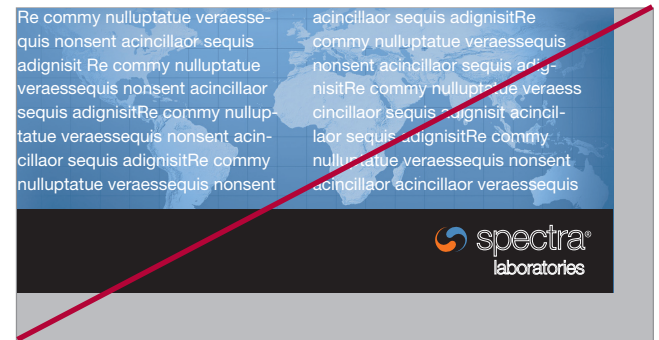 Re commy nulluptatue veraesse-
quis nonsent acincillaor sequis
adignisit Re commy nulluptatue
veraessequis nonsent acincillaor
sequis adignisitRe commy nullup-
tatue veraessequis nonsent acin-
cillaor sequis adignisitRe commy
nulluptatue veraessequis nonsent
acincillaor sequis adignisitRe
commy nulluptatue veraessequis
nonsent acincillaor sequis adig-
nisitRe commy nulluptatue veraess
cincillaor sequis adignisit acincil-
laor sequis adignisitRe commy
nulluptatue veraessequis nonsent
acincillaor acincillaor veraessequis
spectra®
laboratories